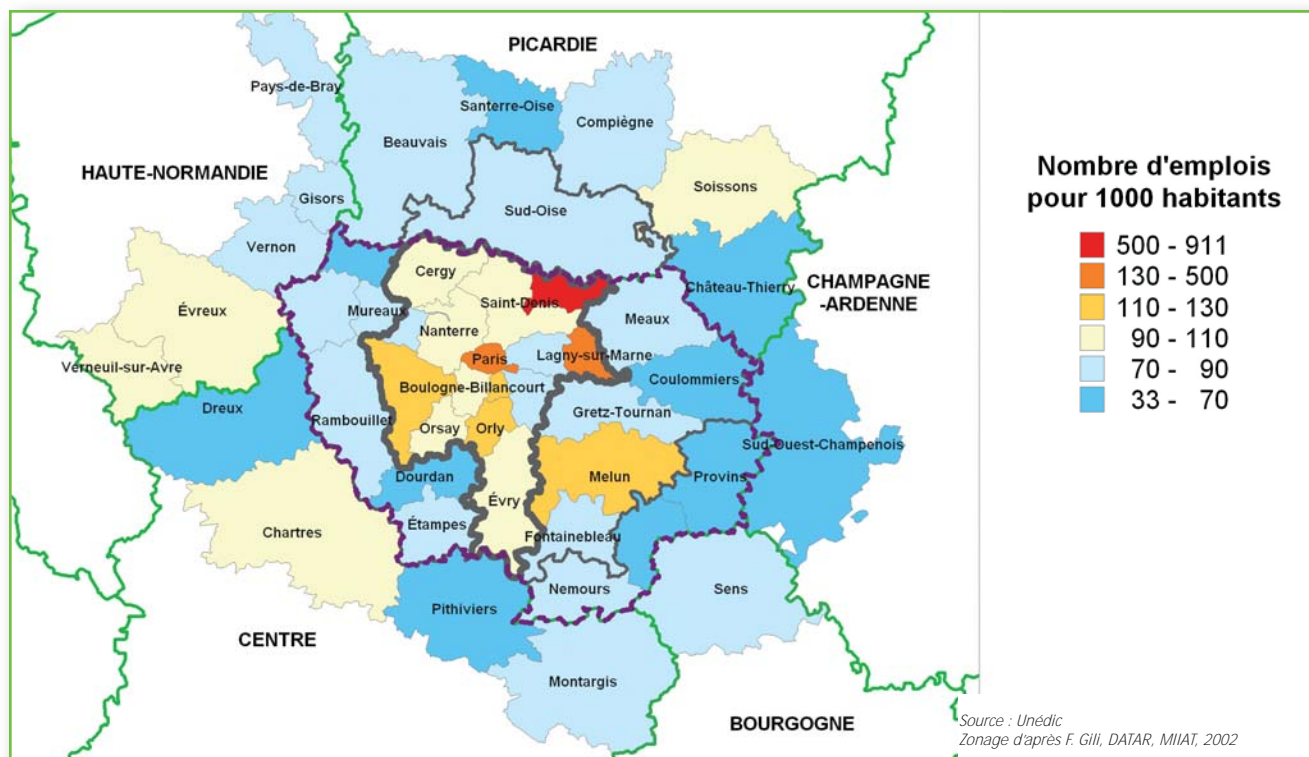 PICARDIE
Pays-de-Bray
Santerre-Oise
Compiègne
Beauvais
HAUTE-NORMANDIE
Soissons
Gisors
Sud-Oise
Vernon
Cergy
CHAMPAGNE
-ARDENNE
Château-Thierry
Saint-Denis
Évreux
Mureaux
Meaux
Nanterre
Paris
Lagny-sur-Marne
Verneuil-sur-Avre
Boulogne-Billancourt
Coulommiers
Dreux
Rambouillet
Gretz-Tournan
Orsay
Orly
Sud-Ouest-Champenois
Dourdan
Melun
Provins
Évry
Chartres
Étampes
Fontainebleau
Nemours
Sens
Pithiviers
CENTRE
Montargis
BOURGOGNE
Nombre d'emplois
pour 1000 habitants
500 - 911
130 - 500
110 - 130
90 - 110
70 - 90
33 - 70
Source : Unédic
Zonage d'après F. Gili, DATAR, MIIAT, 2002